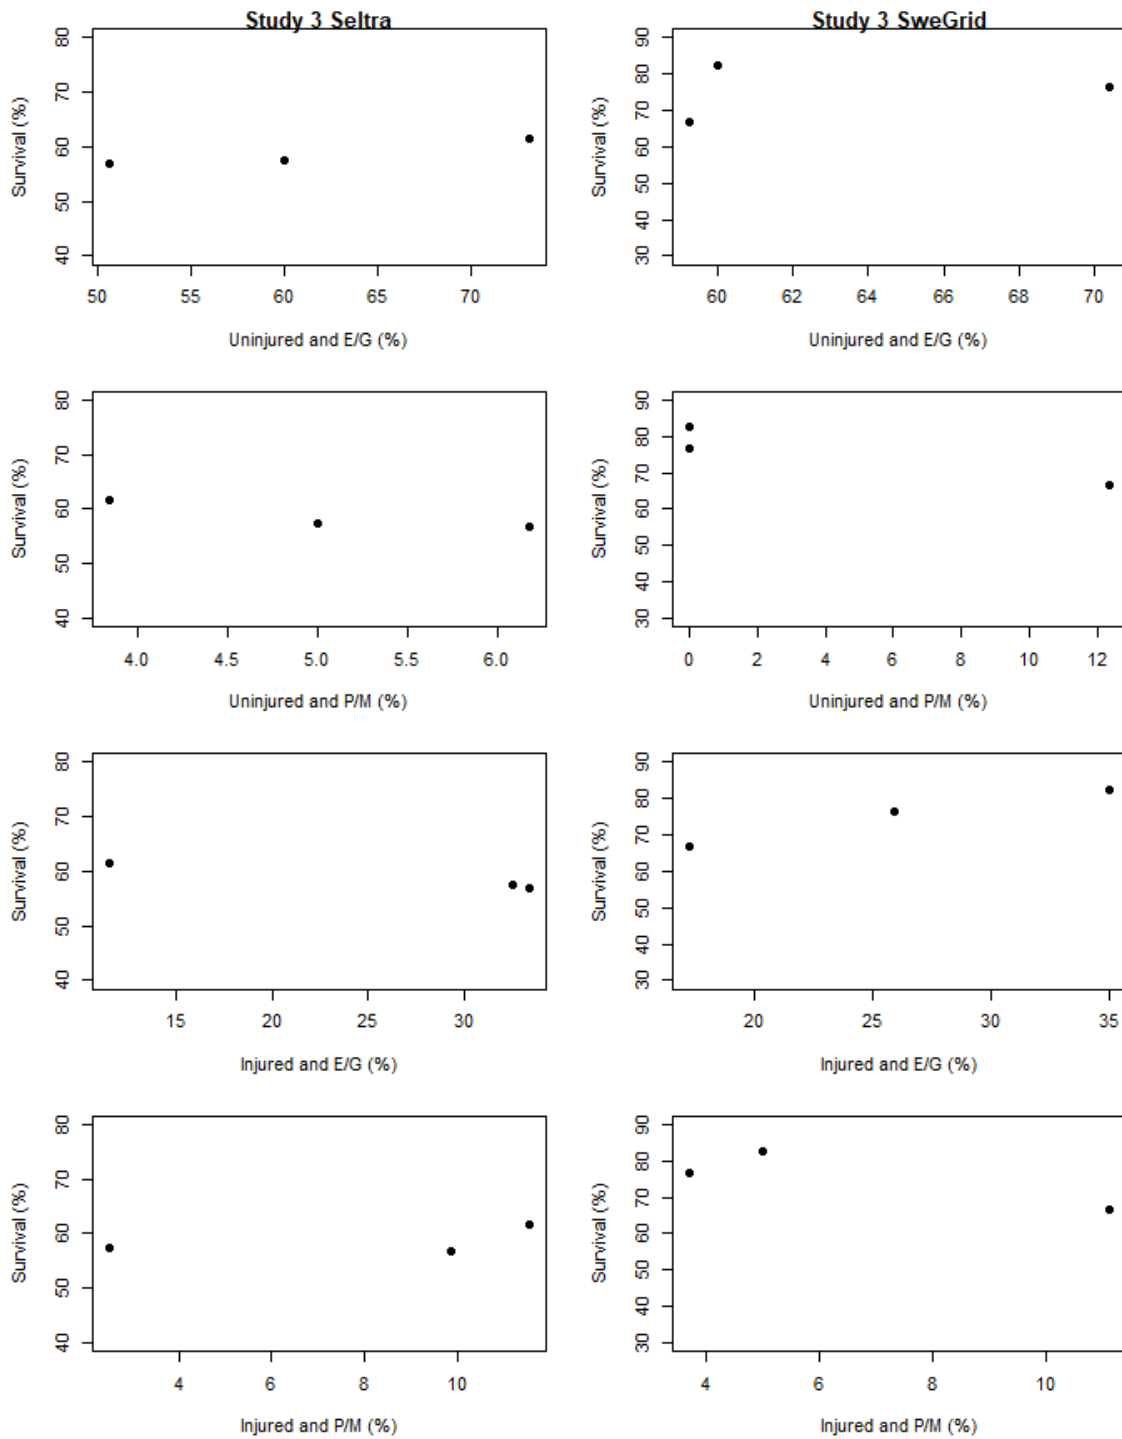 Study 3 Seltra
Survival (%)
80
70
60
50
40
50 55 60 65 70
Uninjured and E/G (%)
Study 3 SweGrid
Survival (%)
90
80
70
60
50
40
30
60 62 64 66 68 70
Uninjured and E/G (%)
Survival (%)
80
70
60
50
40
4.0 4.5 5.0 5.5 6.0
Uninjured and P/M (%)
Survival (%)
90
80
70
60
50
40
30
0 2 4 6 8 10 12
Uninjured and P/M (%)
Survival (%)
80
70
60
50
40
15 20 25 30
Injured and E/G (%)
Survival (%)
90
80
70
60
50
40
30
20 25 30 35
Injured and E/G (%)
Survival (%)
80
70
60
50
40
4 6 8 10
Injured and P/M (%)
Survival (%)
90
80
70
60
50
40
30
4 6 8 10
Injured and P/M (%)